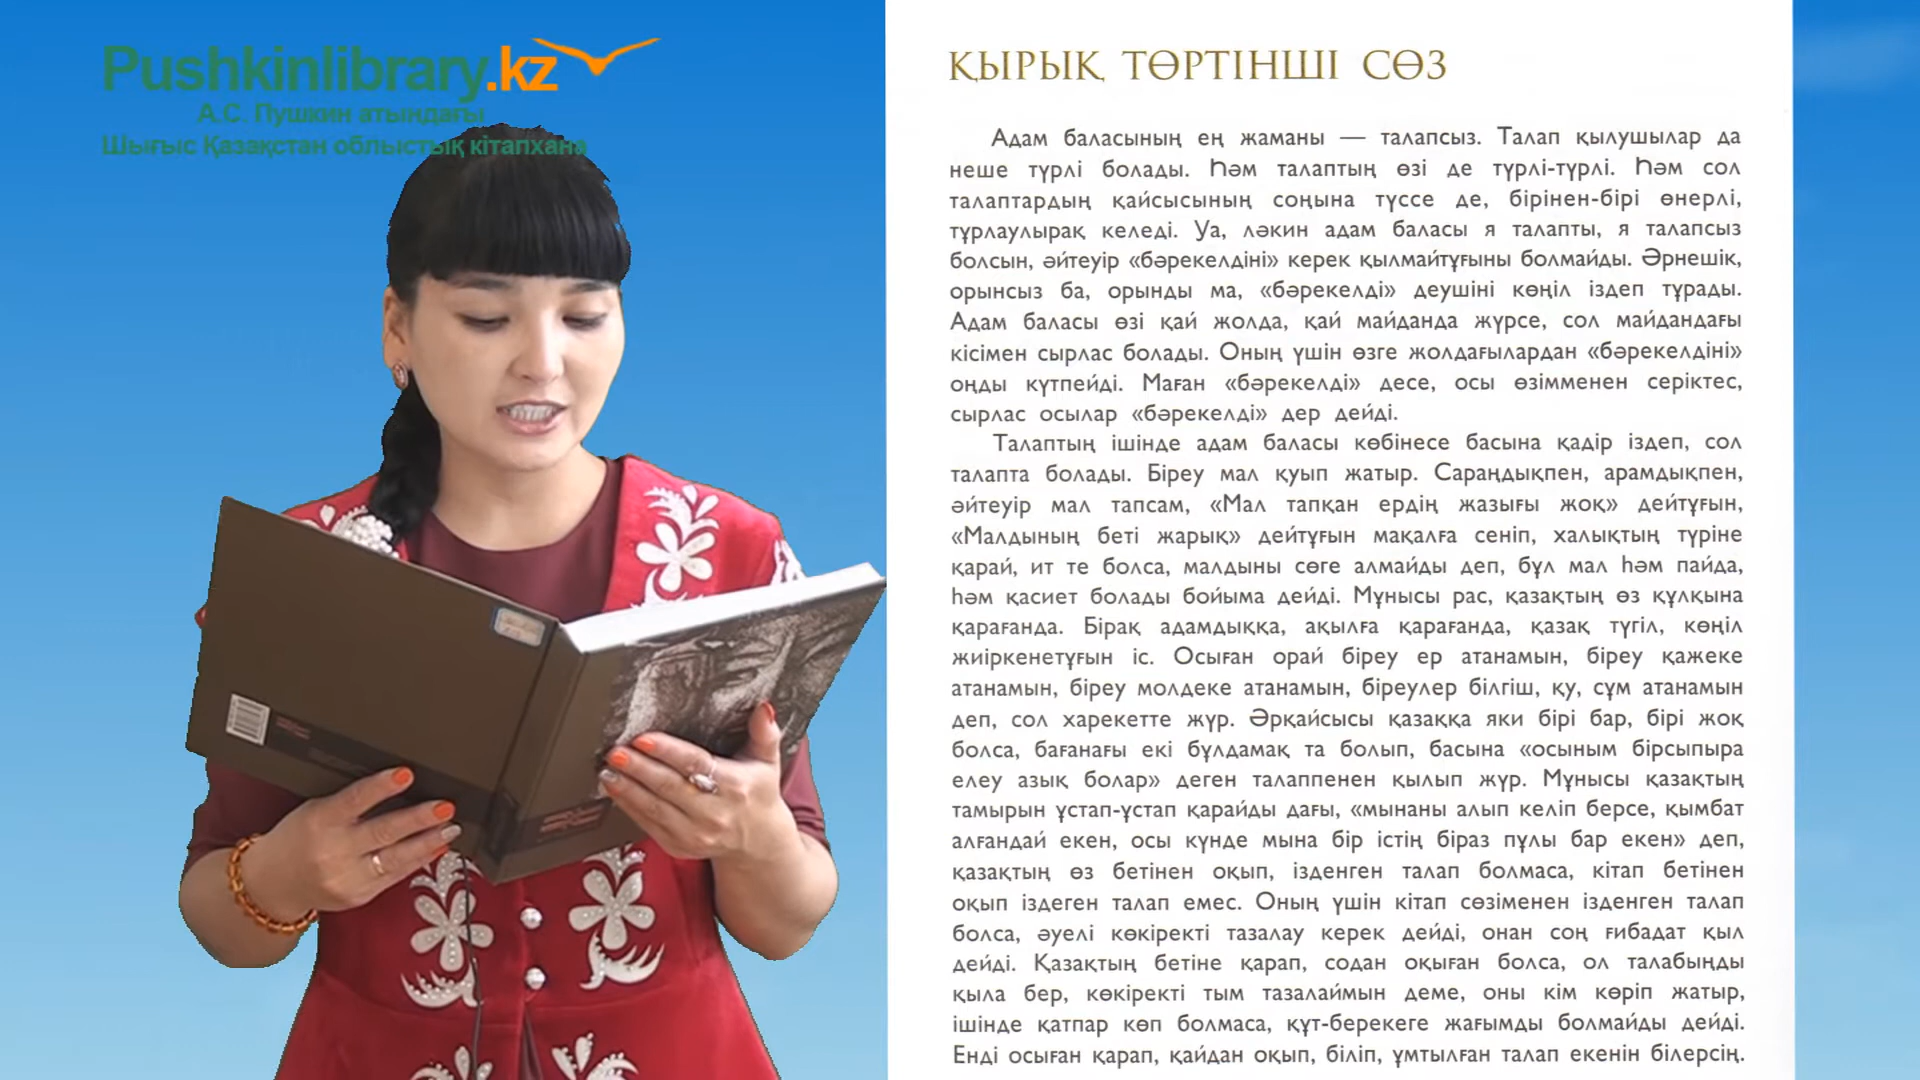 Pushkinlibrary.kz
А.С. Пушкин атындағы
Шығыс Қазақстан облыстық кітапхана
ҚЫРЫҚ ТӨРТІНШІ СӨЗ
Адам баласының ең жаманы — талапсыз. Талап қылушылар да
неше түрлі болады. Һәм талаптың өзі де түрлі-түрлі. Һәм сол
талаптардың қайсысының соңына түссе де, бірінен-бірі өнерлі,
тұрлаулырақ келеді. Уа, ләкин адам баласы я талапты, я талапсыз
болсын, әйтеуір «бәрекелдіні» керек қылмайтұғыны болмайды. Әрнешік,
орынсыз ба, орынды ма, «бәрекелді» деушіні көңіл іздеп тұрады.
Адам баласы өзі қай жолда, қай майданда жүрсе, сол майдандағы
кісімен сырлас болады. Оның үшін өзге жолдағылардан «бәрекелдіні»
оңды күтпейді. Маған «бәрекелді» десе, осы өзімменен серіктес,
сырлас осылар «бәрекелді» дер дейді.
Талаптың ішінде адам баласы көбінесе басына қадір іздеп, сол
талапта болады. Біреу мал қуып жатыр. Сараңдықпен, арамдықпен,
әйтеуір мал тапсам, «Мал тапқан ердің жазығы жоқ» дейтұғын,
«Малдының беті жарық» дейтұғын мақалға сеніп, халықтың түріне
қарай, ит те болса, малдыны сөге алмайды деп, бұл мал һәм пайда,
һәм қасиет болады бойыма дейді. Мұнысы рас, қазақтың өз құлқына
қарағанда. Бірақ адамдыққа, ақылға қарағанда, қазақ түгіл, көңіл
жиіркенетұғын іс. Осыған орай біреу ер атанамын, біреу қажеке
атанамын, біреу молдеке атанамын, біреулер білгіш, қу, сұм атанамын
деп, сол харекетте жүр. Әрқайсысы қазаққа яки бірі бар, бірі жоқ
болса, бағанағы екі бұлдамақ та болып, басына «осыным бірсыпыра
елеу азық болар» деген талаппенен қылып жүр. Мұнысы қазақтың
тамырын ұстап-ұстап қарайды дағы, «мынаны алып келіп берсе, қымбат
алғандай екен, осы күнде мына бір істің біраз пұлы бар екен» деп,
қазақтың өз бетінен оқып, ізденген талап болмаса, кітап бетінен
оқып іздеген талап емес. Оның үшін кітап сөзіменен ізденген талап
болса, әуелі көкіректі тазалау керек дейді, онан соң ғибадат қыл
дейді. Қазақтың бетіне қарап, содан оқыған болса, ол талабыңды
қыла бер, көкіректі тым тазалаймын деме, оны кім көріп жатыр,
ішінде қатпар көп болмаса, құт-берекеге жағымды болмайды дейді.
Енді осыған қарап, қайдан оқып, біліп, ұмтылған талап екенін білерсің.